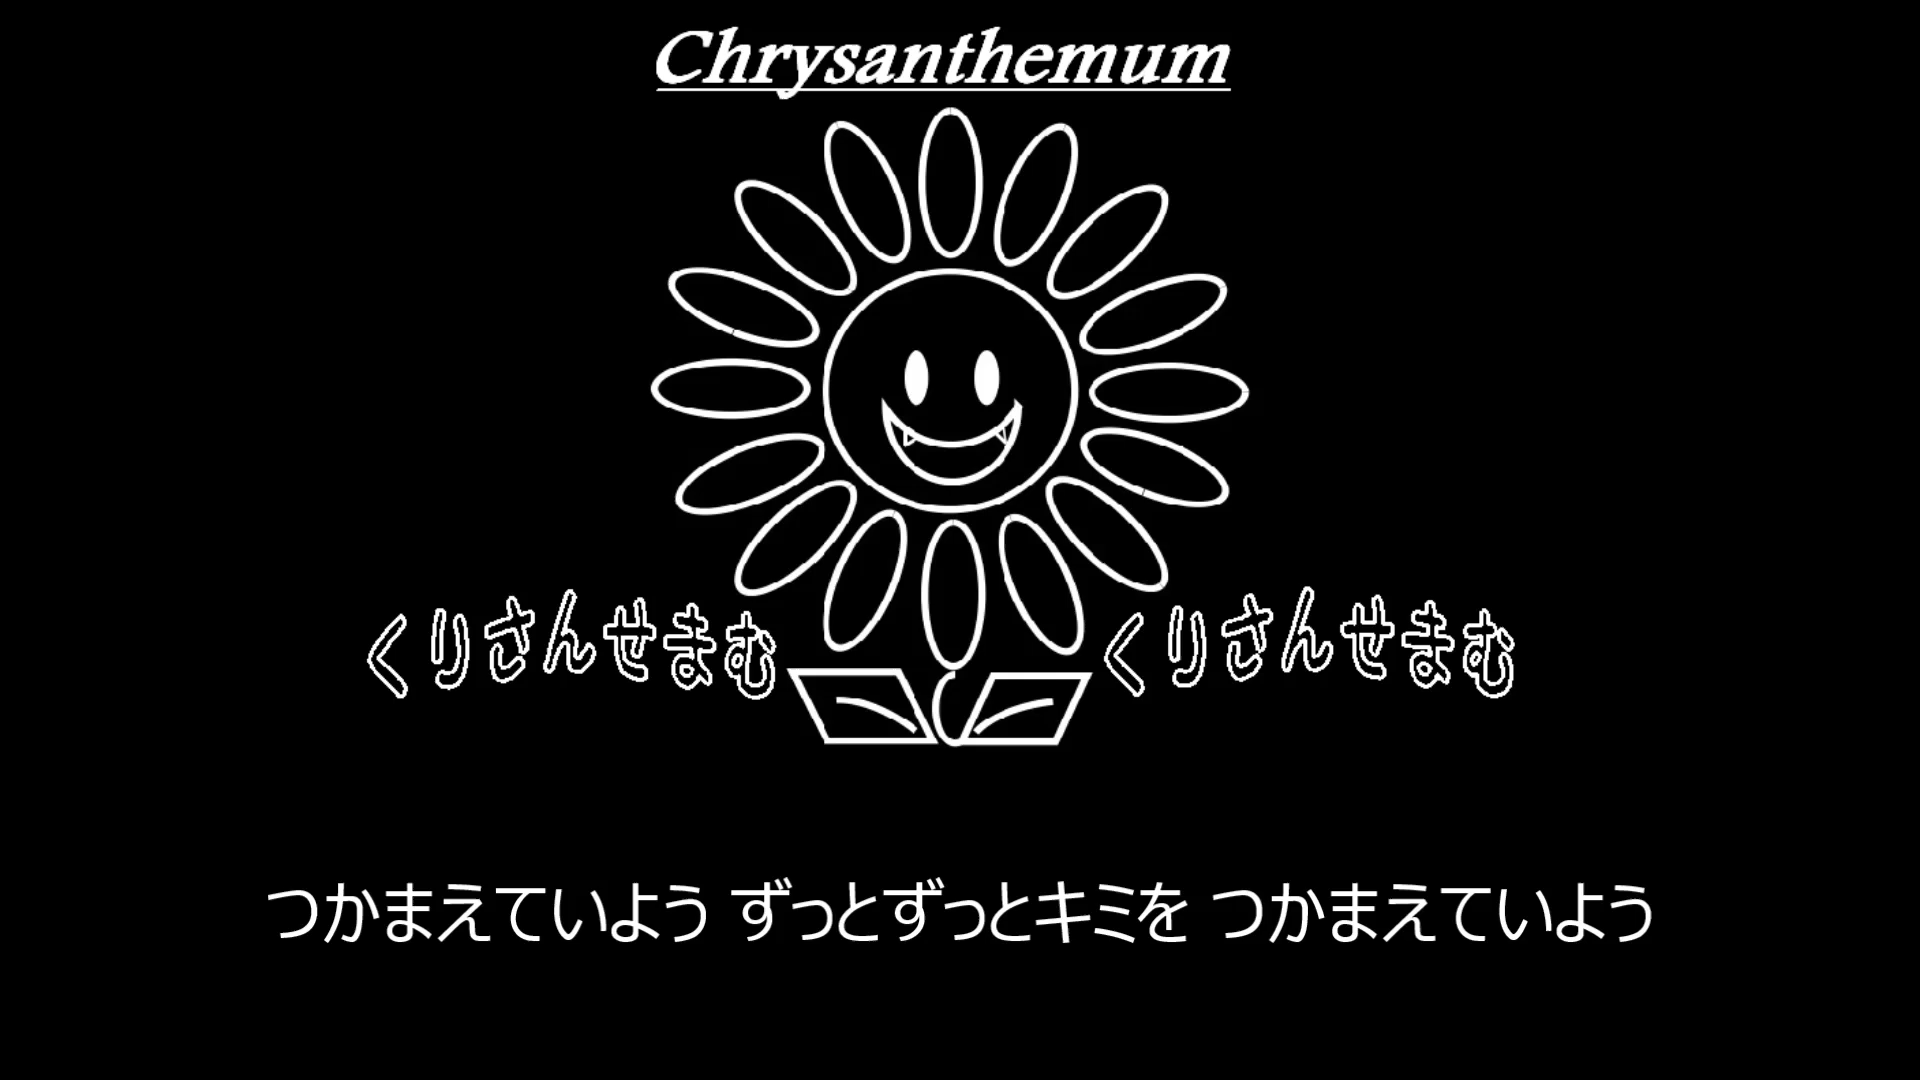 Chrysanthemum
くりさんせまむ くりさんせまむ
つかまえていよう ずっとずっとキミを つかまえていよう